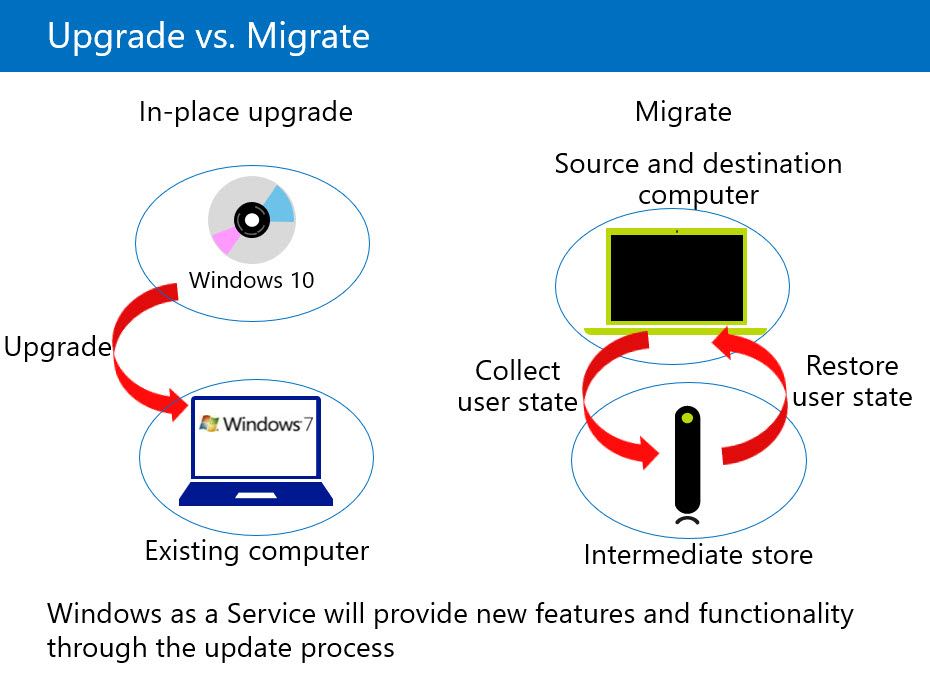 Upgrade vs. Migrate
In-place upgrade
Windows 10
Upgrade
Windows 7
Existing computer
Migrate
Source and destination
computer
Collect
user state
Restore
user state
Intermediate store
Windows as a Service will provide new features and functionality
through the update process